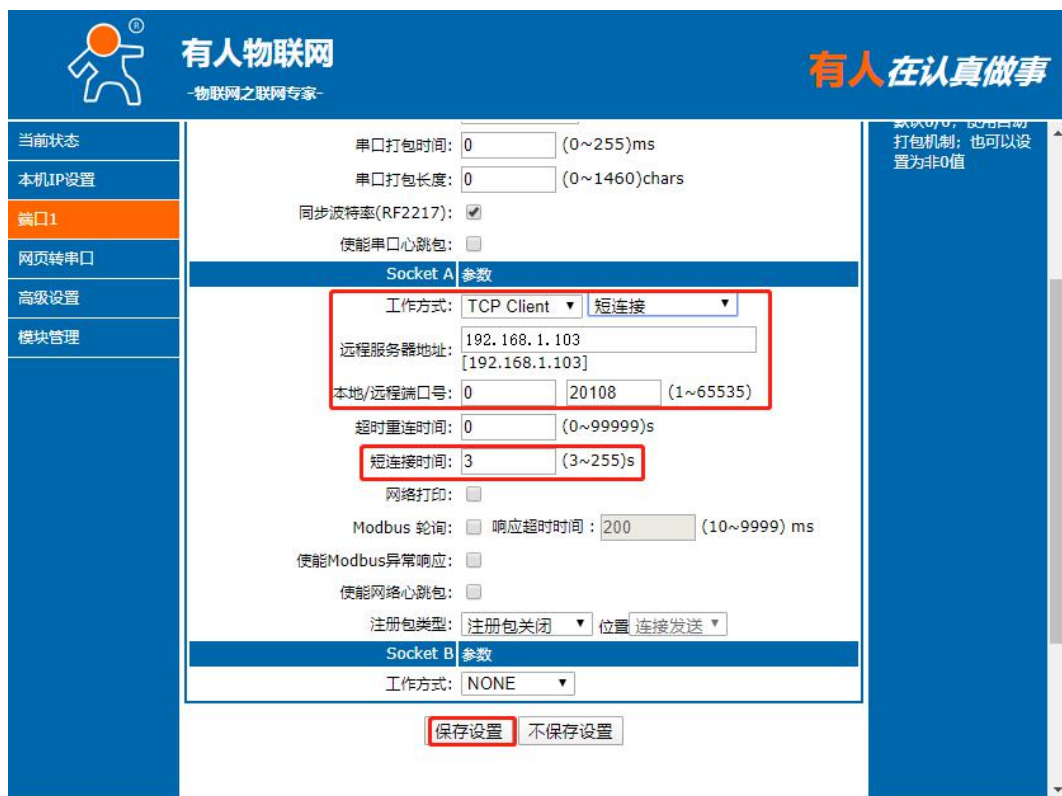 ®
有人物联网
-物联网之联网专家-
有人在认真做事
当前状态
本机IP设置
端口1
网页转串口
高级设置
模块管理
串口打包时间: 0 (0~255)ms
串口打包长度: 0 (0~1460)chars
同步波特率(RF2217):
使能串口心跳包:
Socket A 参数
工作方式: TCP Client 短连接
远程服务器地址: 192.168.1.103
[192.168.1.103]
本地/远程端口号: 0 20108 (1~65535)
超时重连时间: 0 (0~99999)s
短连接时间: 3 (3~255)s
网络打印:
Modbus 轮询: 响应超时时间: 200 (10~9999) ms
使能Modbus异常响应:
使能网络心跳包:
注册包类型: 注册包关闭 位置 连接发送
Socket B 参数
工作方式: NONE
保存设置 不保存设置
默认0/0, 使用自动
打包机制; 也可以设
置为非0值